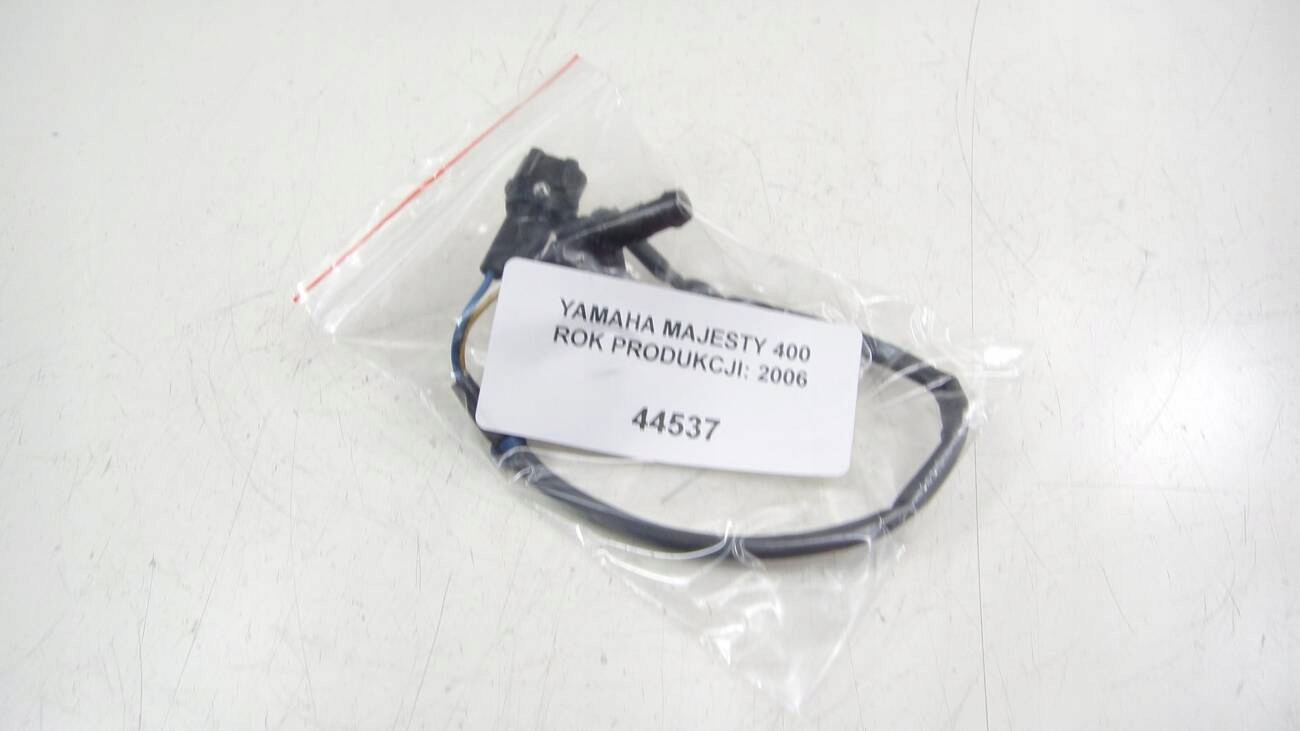 YAMAHA MAJESTY 400
ROK PRODUKCJI: 2006
44537